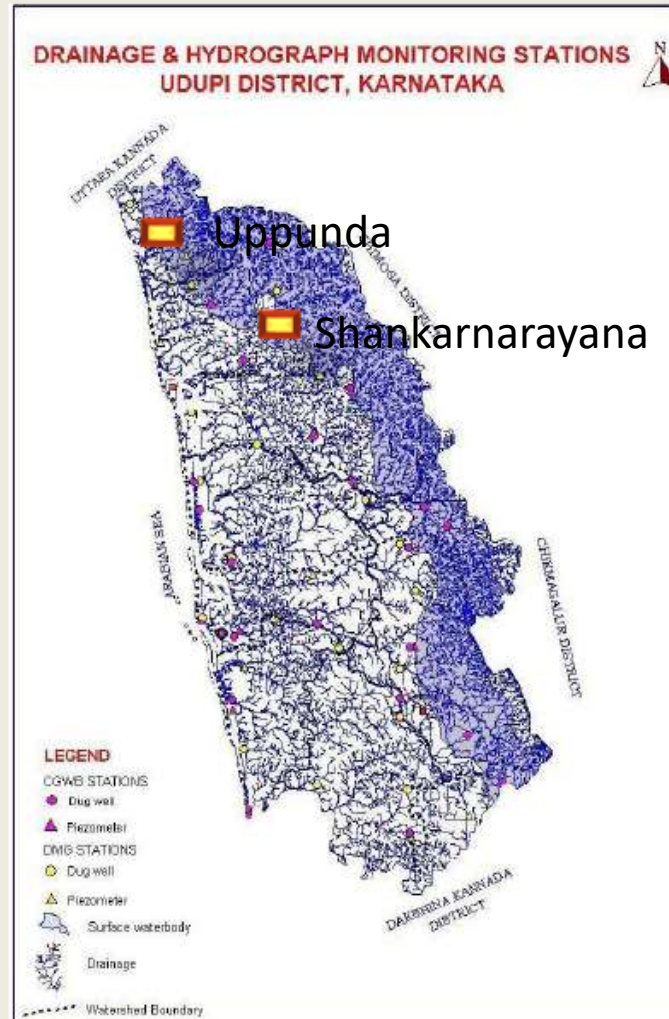 DRAINAGE & HYDROGRAPH MONITORING STATIONS
UDUPI DISTRICT, KARNATAKA
N
UTTARA KANNADA
DISTRICT
Uppunda
SHIMOGA DISTRICT
Shankarnarayana
ARABIAN SEA
CHIKMAGALUR DISTRICT
LEGEND
CGWB STATIONS
Dug well
Piezometer
DMG STATIONS
Dug well
Piezometer
Surface waterbody
Drainage
Watershed Boundary
DAKSHINA KANNADA
DISTRICT